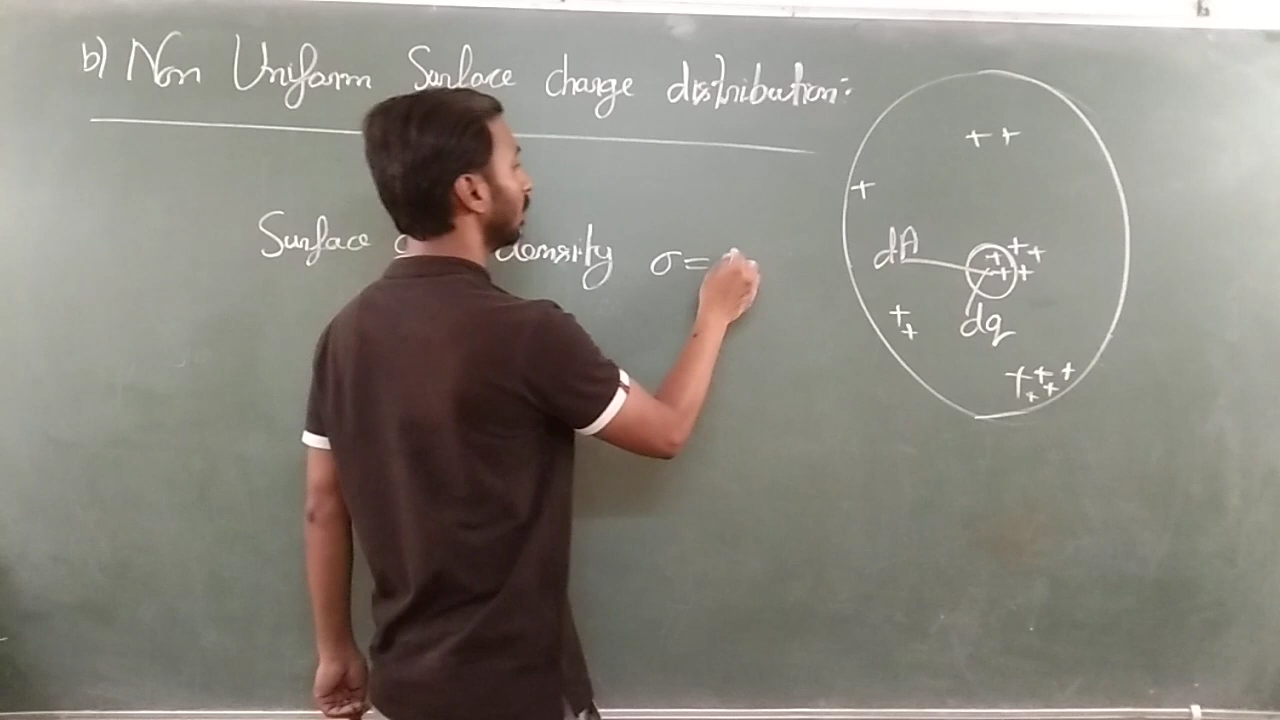 b) Non Uniform Surface charge distribution:
Surface density σ =
dA
dq